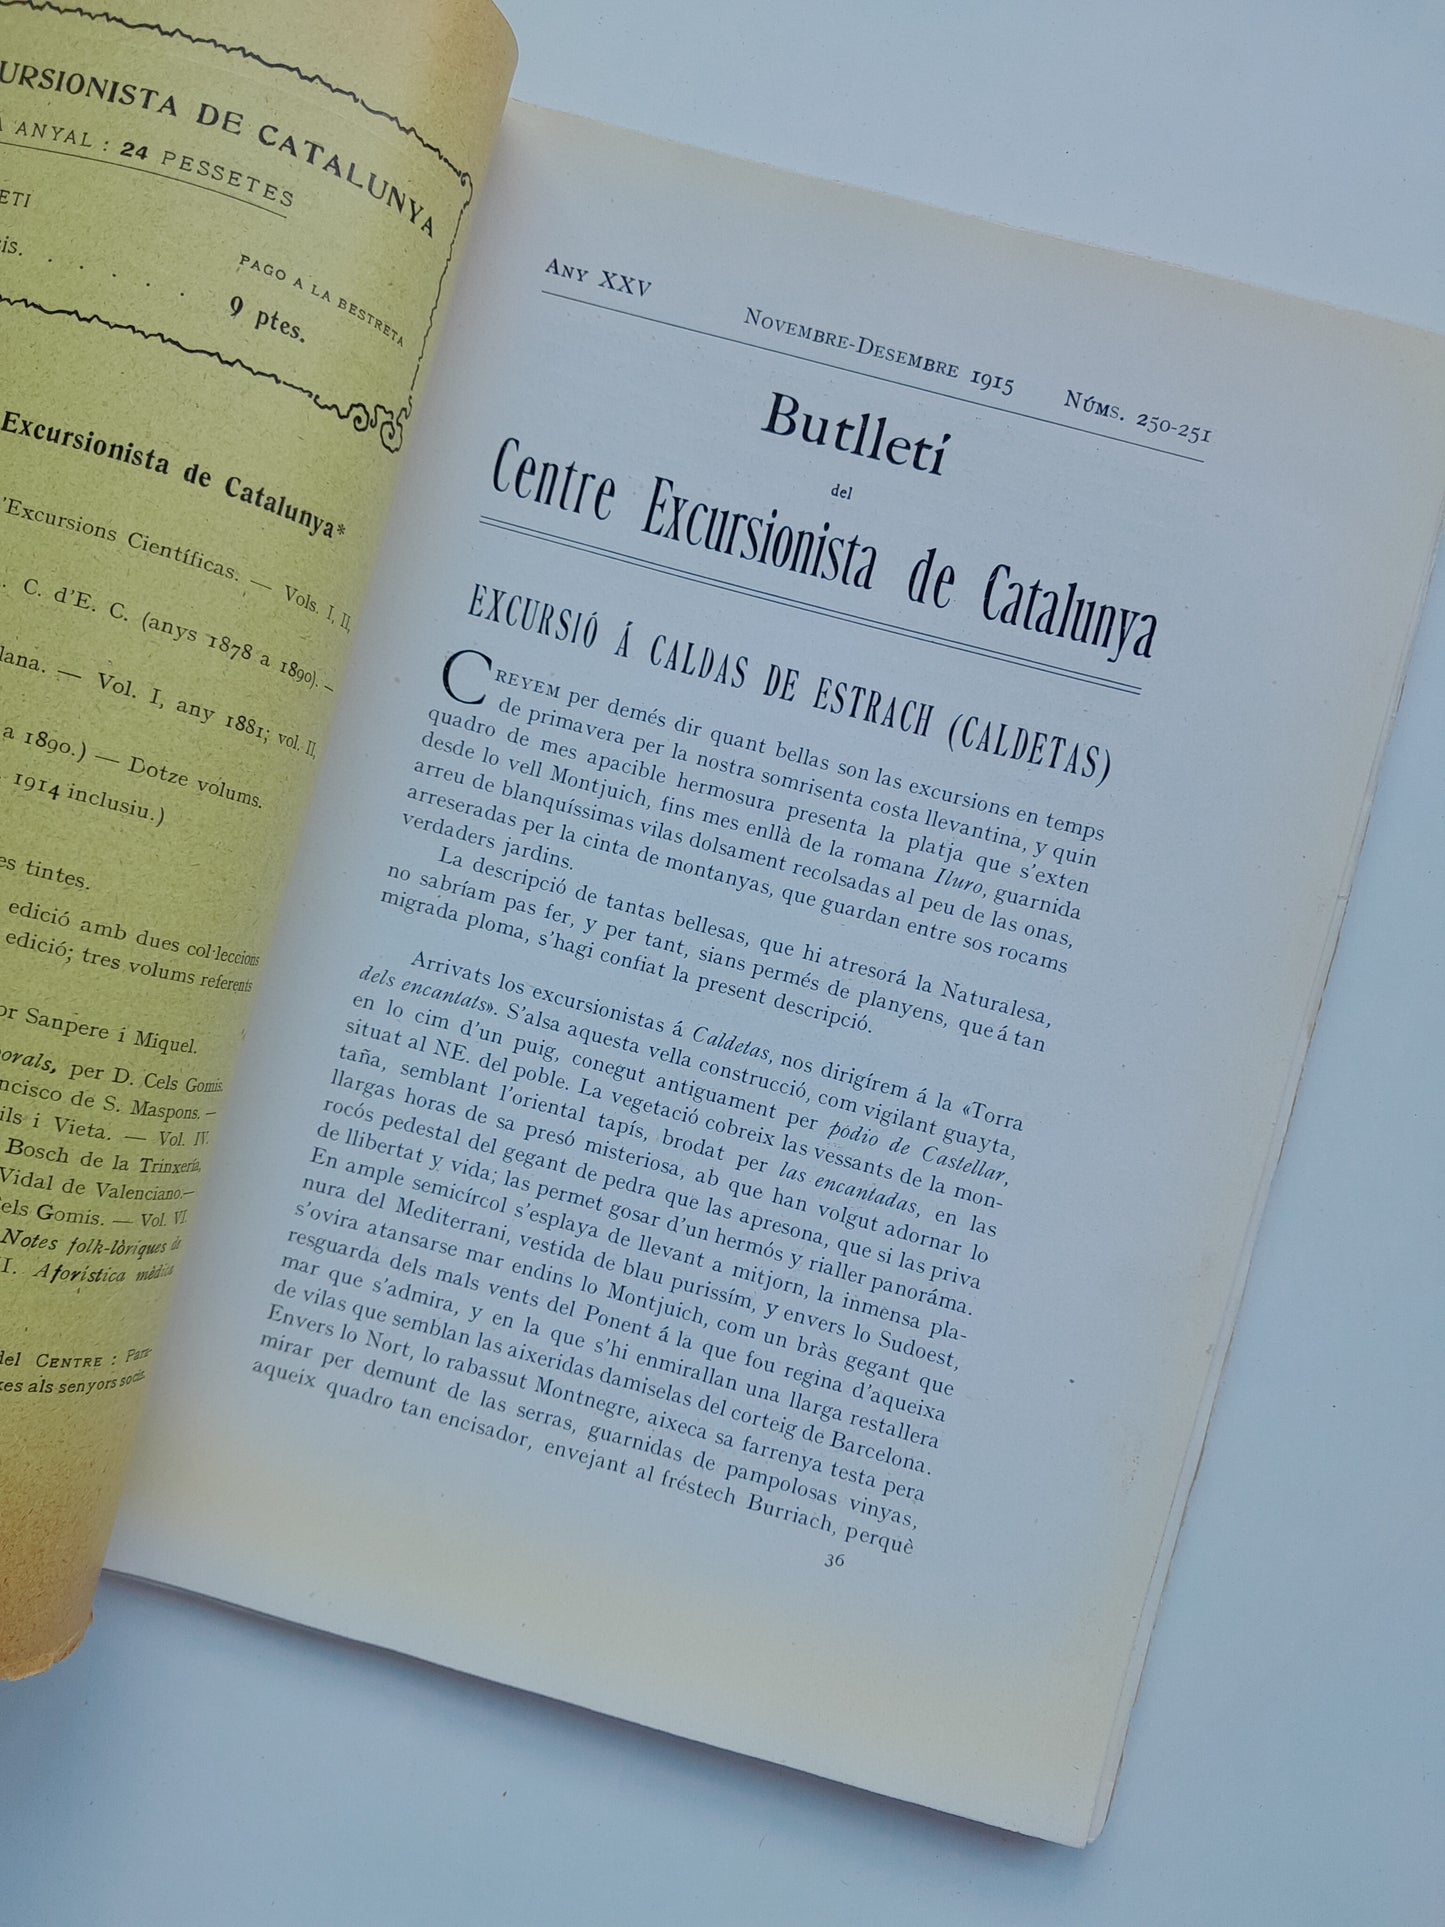 URSIONISTA DE CATALUNYA
ANYAL : 24 PESSETES
ETI
PAGO A LA BESTRETA
sis. . . . . . .
9 ptes.
Excursionista de Catalunya*
'Excursions Científicas. — Vols. I, II,
. C. d'E. C. (anys 1878 a 1890). —
lana. — Vol. I, any 1881; vol. II,
a 1890.) — Dotze volums.
1914 inclusiu.)
es tintes.
edició amb dues col·leccions
edició; tres volums referents
or Sanpere i Miquel.
orals, per D. Cels Gomis.
ncisco de S. Maspons. —
ils i Vieta. — Vol. IV.
Bosch de la Trinxería,
Vidal de Valenciano.—
Cels Gomis. — Vol. VI.
Notes folk-lòriques de
I. Aforística mèdica
del CENTRE : Para-
xes als senyors socis.
ANY XXV
NOVEMBRE-DESEMBRE 1915
NÚMS. 250-251
Butlletí
del
Centre Excursionista de Catalunya
EXCURSIÓ Á CALDAS DE ESTRACH (CALDETAS)
CREYEM per demés dir quant bellas son las excursions en temps
de primavera per la nostra somrisenta costa llevantina, y quin
quadro de mes apacible hermosura presenta la platja que s'exten
desde lo vell Montjuich, fins mes enllà de la romana Iluro, guarnida
arreu de blanquíssimas vilas dolsament recolsadas al peu de las onas,
arreseradas per la cinta de montanyas, que guardan entre sos rocams
verdaders jardins.
La descripció de tantas bellesas, que hi atresorá la Naturalesa,
no sabríam pas fer, y per tant, sians permés de planyens, que á tan
migrada ploma, s'hagi confiat la present descripció.
Arrivats los excursionistas á Caldetas, nos dirigírem á la «Torra
dels encantats». S'alsa aquesta vella construcció, com vigilant guayta,
en lo cim d'un puig, conegut antiguament per pódio de Castellar,
situat al NE. del poble. La vegetació cobreix las vessants de la mon-
taña, semblant l'oriental tapís, brodat per las encantadas, en las
llargas horas de sa presó misteriosa, ab que han volgut adornar lo
rocós pedestal del gegant de pedra que las apresona, que si las priva
de llibertat y vida; las permet gosar d'un hermós y rialler panoráma.
En ample semicírcol s'esplaya de llevant a mitjorn, la inmensa pla-
nura del Mediterrani, vestida de blau purissím, y envers lo Sudoest,
s'ovira atansarse mar endins lo Montjuich, com un bràs gegant que
resguarda dels mals vents del Ponent á la que fou regina d'aqueixa
mar que s'admira, y en la que s'hi enmirallan una llarga restallera
de vilas que semblan las aixeridas damiselas del corteig de Barcelona.
Envers lo Nort, lo rabassut Montnegre, aixeca sa farrenya testa pera
mirar per demunt de las serras, guarnidas de pampolosas vinyas,
aqueix quadro tan encisador, envejant al fréstech Burriach, perquè
36